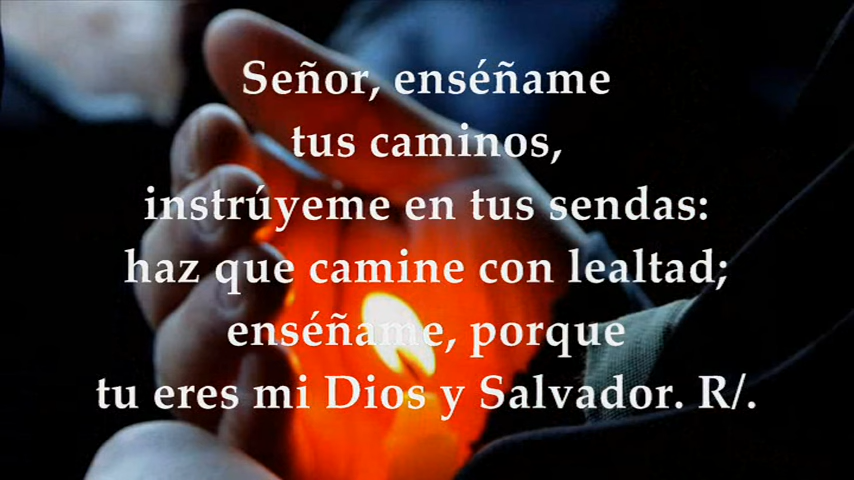 Señor, enséñame
tus caminos,
instrúyeme en tus sendas:
haz que camine con lealtad;
enséñame, porque
tu eres mi Dios y Salvador. R/.